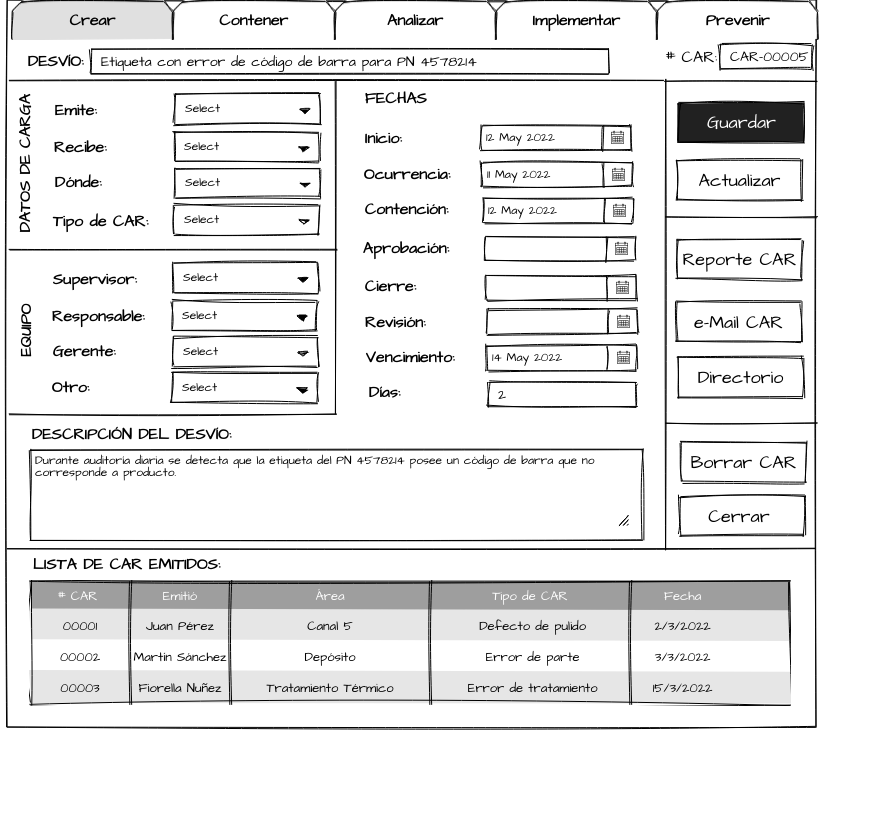 Crear Contener Analizar Implementar Prevenir
DESVÍO: Etiqueta con error de código de barra para PN 4578214 # CAR: CAR-00005
DATOS DE CARGA
Emite: Select
Recibe: Select
Dónde: Select
Tipo de CAR: Select
EQUIPO
Supervisor: Select
Responsable: Select
Gerente: Select
Otro: Select
FECHAS
Inicio: 12 May 2022
Ocurrencia: 11 May 2022
Contención: 12 May 2022
Aprobación:
Cierre:
Revisión:
Vencimiento: 14 May 2022
Días: 2
Guardar
Actualizar
Reporte CAR
e-Mail CAR
Directorio
Borrar CAR
Cerrar
DESCRIPCIÓN DEL DESVÍO:
Durante auditoría diaria se detecta que la etiqueta del PN 4578214 posee un código de barra que no
corresponde a producto.
LISTA DE CAR EMITIDOS:
# CAR Emitió Área Tipo de CAR Fecha
00001 Juan Pérez Canal 5 Defecto de pulido 2/3/2022
00002 Martín Sánchez Depósito Error de parte 3/3/2022
00003 Fiorella Nuñez Tratamiento Térmico Error de tratamiento 15/3/2022